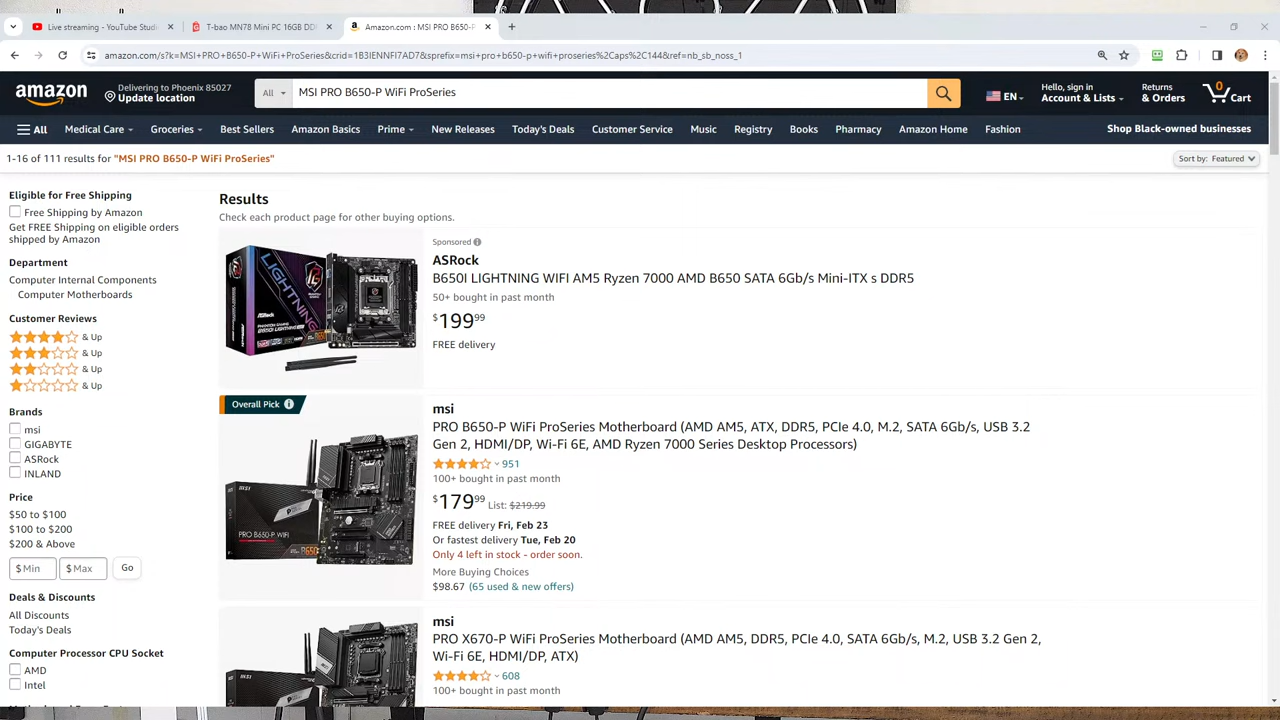 Live streaming - YouTube Studi
T-bao MN78 Mini PC 16GB DD
Amazon.com : MSI PRO B650-P
amazon.com/s?k=MSI+PRO+B650-P+WiFi+ProSeries&crid=1B3IENNFI7AD7&sprefix=msi+pro+b650-p+wifi+proseries%2Caps%2C144&ref=nb_sb_noss_1
amazon
Delivering to Phoenix 85027
Update location
All
MSI PRO B650-P WiFi ProSeries
EN
Hello, sign in
Account & Lists
Returns
& Orders
0
Cart
All
Medical Care
Groceries
Best Sellers
Amazon Basics
Prime
New Releases
Today's Deals
Customer Service
Music
Registry
Books
Pharmacy
Amazon Home
Fashion
Shop Black-owned businesses
1-16 of 111 results for "MSI PRO B650-P WiFi ProSeries"
Sort by: Featured
Eligible for Free Shipping
Free Shipping by Amazon
Get FREE Shipping on eligible orders
shipped by Amazon
Department
Computer Internal Components
Computer Motherboards
Customer Reviews
& Up
& Up
& Up
& Up
Brands
msi
GIGABYTE
ASRock
INLAND
Price
$50 to $100
$100 to $200
$200 & Above
$ Min
$ Max
Go
Deals & Discounts
All Discounts
Today's Deals
Computer Processor CPU Socket
AMD
Intel
Results
Check each product page for other buying options.
LIGHTNING
Sponsored
ASRock
B650I LIGHTNING WIFI AM5 Ryzen 7000 AMD B650 SATA 6Gb/s Mini-ITX s DDR5
50+ bought in past month
$199.99
FREE delivery
Overall Pick
PRO B650-P WIFI
B650
msi
PRO B650-P WiFi ProSeries Motherboard (AMD AM5, ATX, DDR5, PCIe 4.0, M.2, SATA 6Gb/s, USB 3.2
Gen 2, HDMI/DP, Wi-Fi 6E, AMD Ryzen 7000 Series Desktop Processors)
951
100+ bought in past month
$179.99 List: $219.99
FREE delivery Fri, Feb 23
Or fastest delivery Tue, Feb 20
Only 4 left in stock - order soon.
More Buying Choices
$98.67 (65 used & new offers)
msi
PRO X670-P WiFi ProSeries Motherboard (AMD AM5, DDR5, PCIe 4.0, SATA 6Gb/s, M.2, USB 3.2 Gen 2,
Wi-Fi 6E, HDMI/DP, ATX)
608
100+ bought in past month